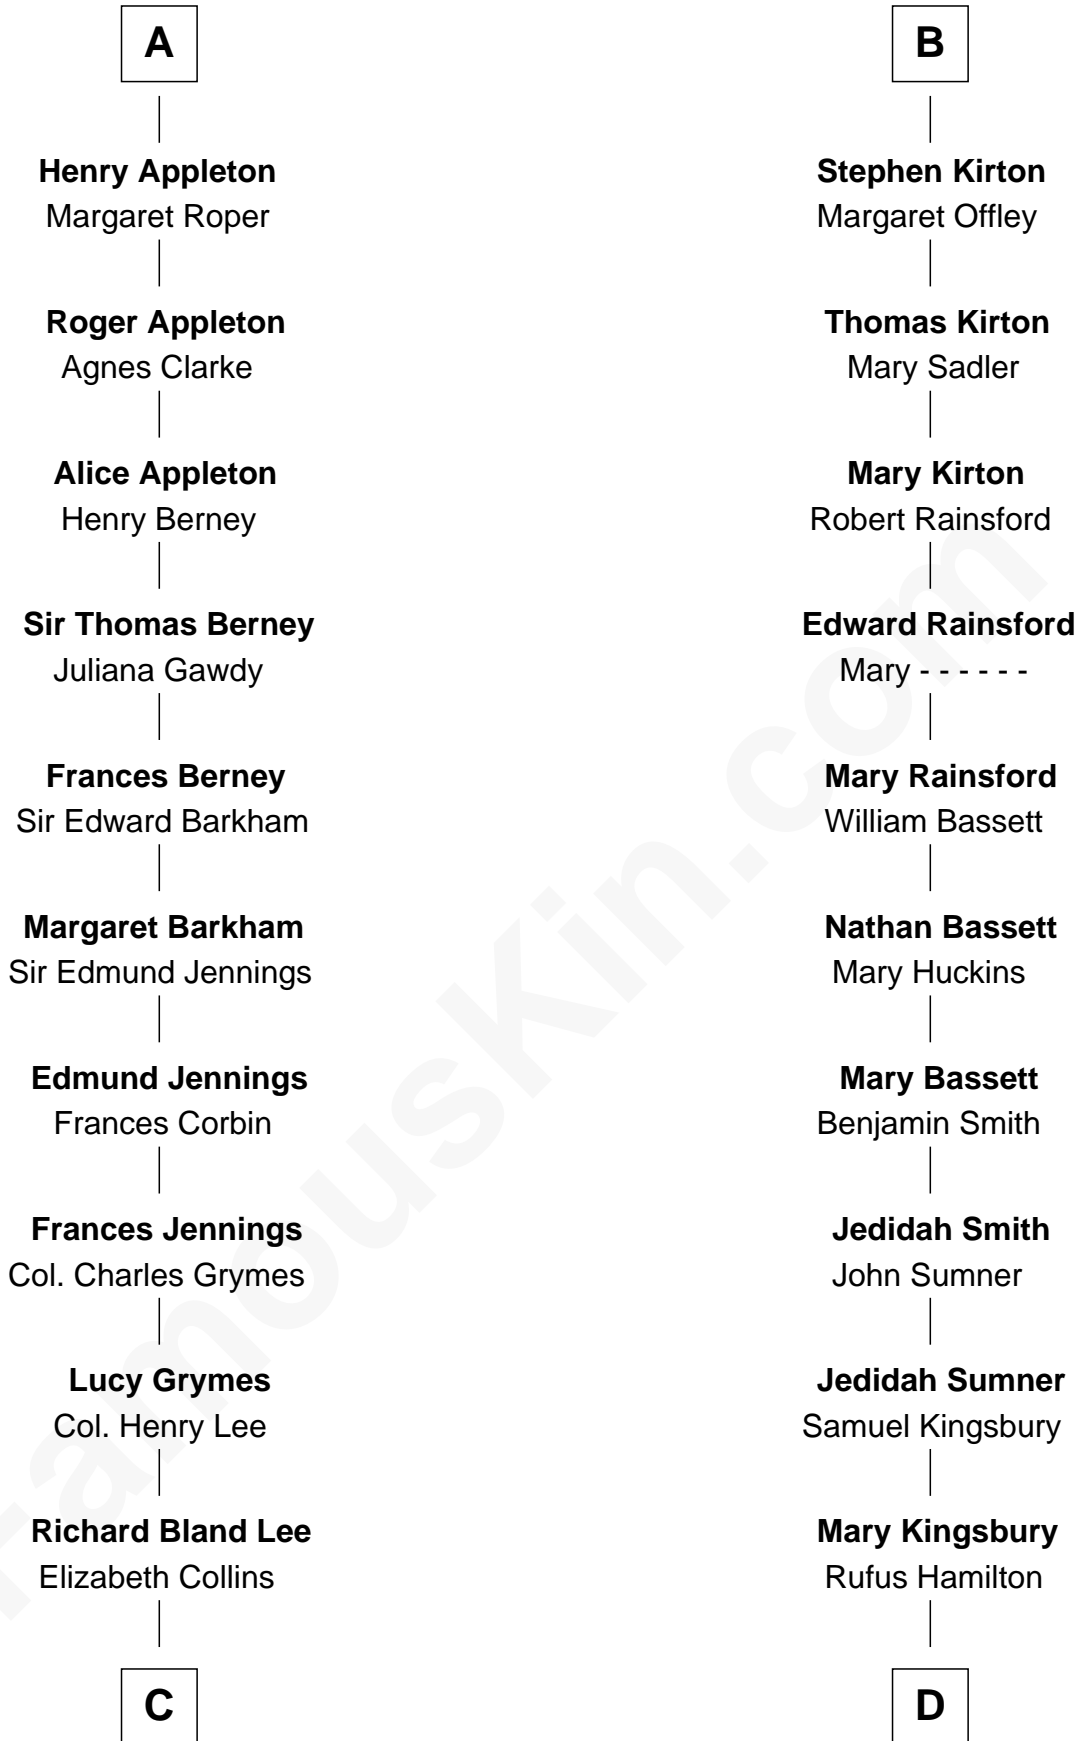 A
Henry Appleton
Margaret Roper
Roger Appleton
Agnes Clarke
Alice Appleton
Henry Berney
Sir Thomas Berney
Juliana Gawdy
Frances Berney
Sir Edward Barkham
Margaret Barkham
Sir Edmund Jennings
Edmund Jennings
Frances Corbin
Frances Jennings
Col. Charles Grymes
Lucy Grymes
Col. Henry Lee
Richard Bland Lee
Elizabeth Collins
C
B
Stephen Kirton
Margaret Offley
Thomas Kirton
Mary Sadler
Mary Kirton
Robert Rainsford
Edward Rainsford
Mary - - - - - -
Mary Rainsford
William Bassett
Nathan Bassett
Mary Huckins
Mary Bassett
Benjamin Smith
Jedidah Smith
John Sumner
Jedidah Sumner
Samuel Kingsbury
Mary Kingsbury
Rufus Hamilton
D
FamousKin.com